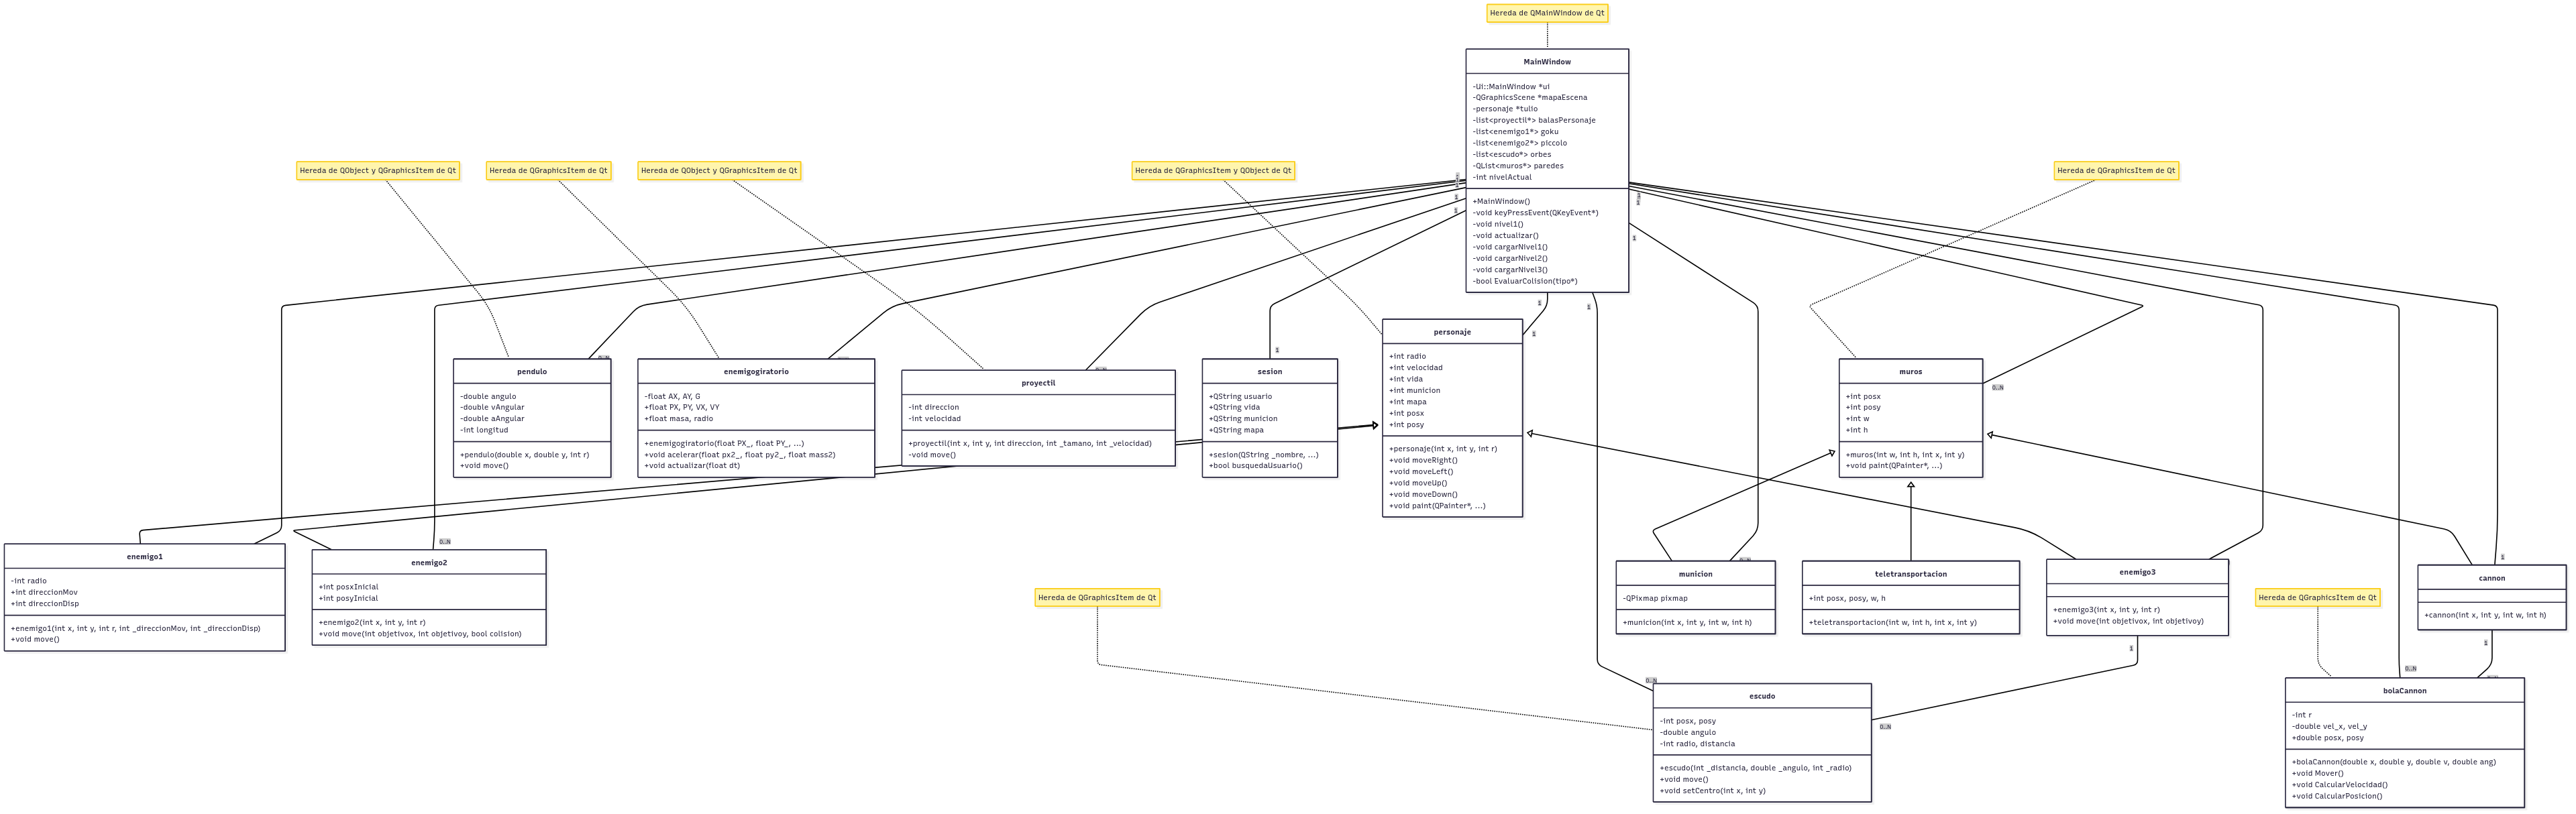 Hereda de QMainWindow de Qt
MainWindow
-Ui::MainWindow *ui
-QGraphicsScene *mapaEscena
-personaje *tulio
-list<proyectil*> balasPersonaje
-list<enemigo1*> goku
-list<enemigo2*> piccolo
-list<escudo*> orbes
-QList<muros*> paredes
-int nivelActual
+MainWindow()
-void keyPressEvent(QKeyEvent*)
-void nivel1()
-void actualizar()
-void cargarNivel1()
-void cargarNivel2()
-void cargarNivel3()
-bool EvaluarColision(tipo*)
Hereda de QObject y QGraphicsItem de Qt
Hereda de QGraphicsItem de Qt
Hereda de QObject y QGraphicsItem de Qt
Hereda de QGraphicsItem y QObject de Qt
Hereda de QGraphicsItem de Qt
1
1
1
1
1
1
1
1
0..N
pendulo
-double angulo
-double vAngular
-double aAngular
-int longitud
+pendulo(double x, double y, int r)
+void move()
enemigogiratorio
-float AX, AY, G
+float PX, PY, VX, VY
+float masa, radio
+enemigogiratorio(float PX_, float PY_, ...)
+void acelerar(float px2_, float py2_, float mass2)
+void actualizar(float dt)
proyectil
-int direccion
-int velocidad
+proyectil(int x, int y, int direccion, int _tamano, int _velocidad)
-void move()
sesion
+QString usuario
+QString vida
+QString municion
+QString mapa
+sesion(QString _nombre, ...)
+bool busquedaUsuario()
personaje
+int radio
+int velocidad
+int vida
+int municion
+int mapa
+int posx
+int posy
+personaje(int x, int y, int r)
+void moveRight()
+void moveLeft()
+void moveUp()
+void moveDown()
+void paint(QPainter*, ...)
muros
+int posx
+int posy
+int w
+int h
+muros(int w, int h, int x, int y)
+void paint(QPainter*, ...)
0..N
1
enemigo1
-int radio
+int direccionMov
+int direccionDisp
+enemigo1(int x, int y, int r, int _direccionMov, int _direccionDisp)
+void move()
enemigo2
+int posxInicial
+int posyInicial
+enemigo2(int x, int y, int r)
+void move(int objetivox, int objetivoy, bool colision)
municion
-QPixmap pixmap
+municion(int x, int y, int w, int h)
teletransportacion
+int posx, posy, w, h
+teletransportacion(int w, int h, int x, int y)
enemigo3
+enemigo3(int x, int y, int r)
+void move(int objetivox, int objetivoy)
cannon
+cannon(int x, int y, int w, int h)
Hereda de QGraphicsItem de Qt
Hereda de QGraphicsItem de Qt
1
1
0..N
0..N
0..N
escudo
-int posx, posy
-double angulo
-int radio, distancia
+escudo(int _distancia, double _angulo, int _radio)
+void move()
+void setCentro(int x, int y)
bolaCannon
-int r
-double vel_x, vel_y
+double posx, posy
+bolaCannon(double x, double y, double v, double ang)
+void Mover()
+void CalcularVelocidad()
+void CalcularPosicion()